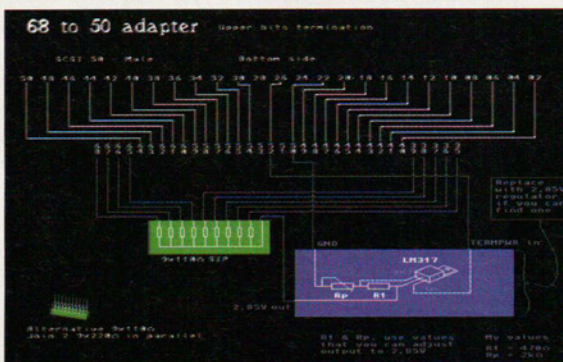 68 to 50 adapter Upper bits termination
SCSI 50 - Male Bottom side
50 48 46 44 42 40 38 36 34 32 30 28 26 24 22 20 18 16 14 12 10 08 06 04 02
Replace
with 2,85V
regulator
if you can
find one
GND TERMPWR in
LM317
9x110Ω SIP
Rp R1
2,85V out
Alternative 9x110Ω
Join 2 9x220Ω in parallel
R1 & Rp, use values
that you can adjust
output to 2,85V
My values
R1 - 470Ω
Rp - 2kΩ